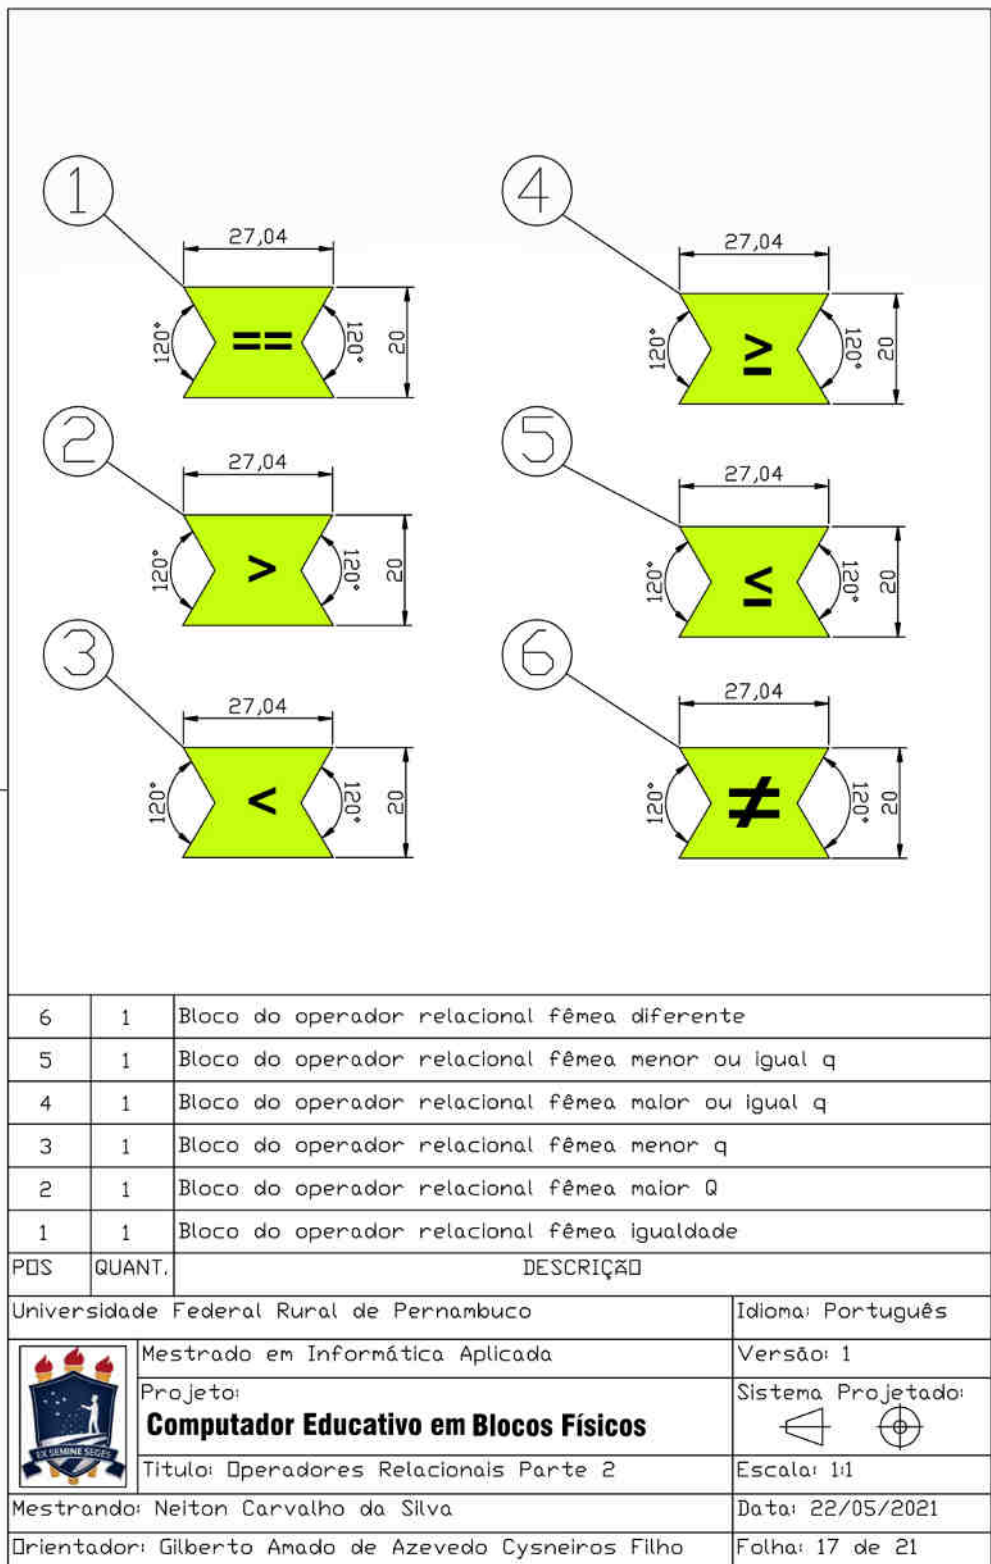 1
27,04
120°
==
120°
20
4
27,04
120°
≥
120°
20
2
27,04
120°
>
120°
20
5
27,04
120°
≤
120°
20
3
27,04
120°
<
120°
20
6
27,04
120°
≠
120°
20
6 1 Bloco do operador relacional fêmea diferente
5 1 Bloco do operador relacional fêmea menor ou igual q
4 1 Bloco do operador relacional fêmea maior ou igual q
3 1 Bloco do operador relacional fêmea menor q
2 1 Bloco do operador relacional fêmea maior Q
1 1 Bloco do operador relacional fêmea igualdade
POS QUANT. DESCRIÇÃO
Universidade Federal Rural de Pernambuco Idioma: Português
Mestrado em Informática Aplicada Versão: 1
Projeto: Sistema Projetado:
Computador Educativo em Blocos Físicos
EX SEMINE SEGES
Titulo: Operadores Relacionais Parte 2 Escala: 1:1
Mestrando: Neiton Carvalho da Silva Data: 22/05/2021
Orientador: Gilberto Amado de Azevedo Cysneiros Filho Folha: 17 de 21